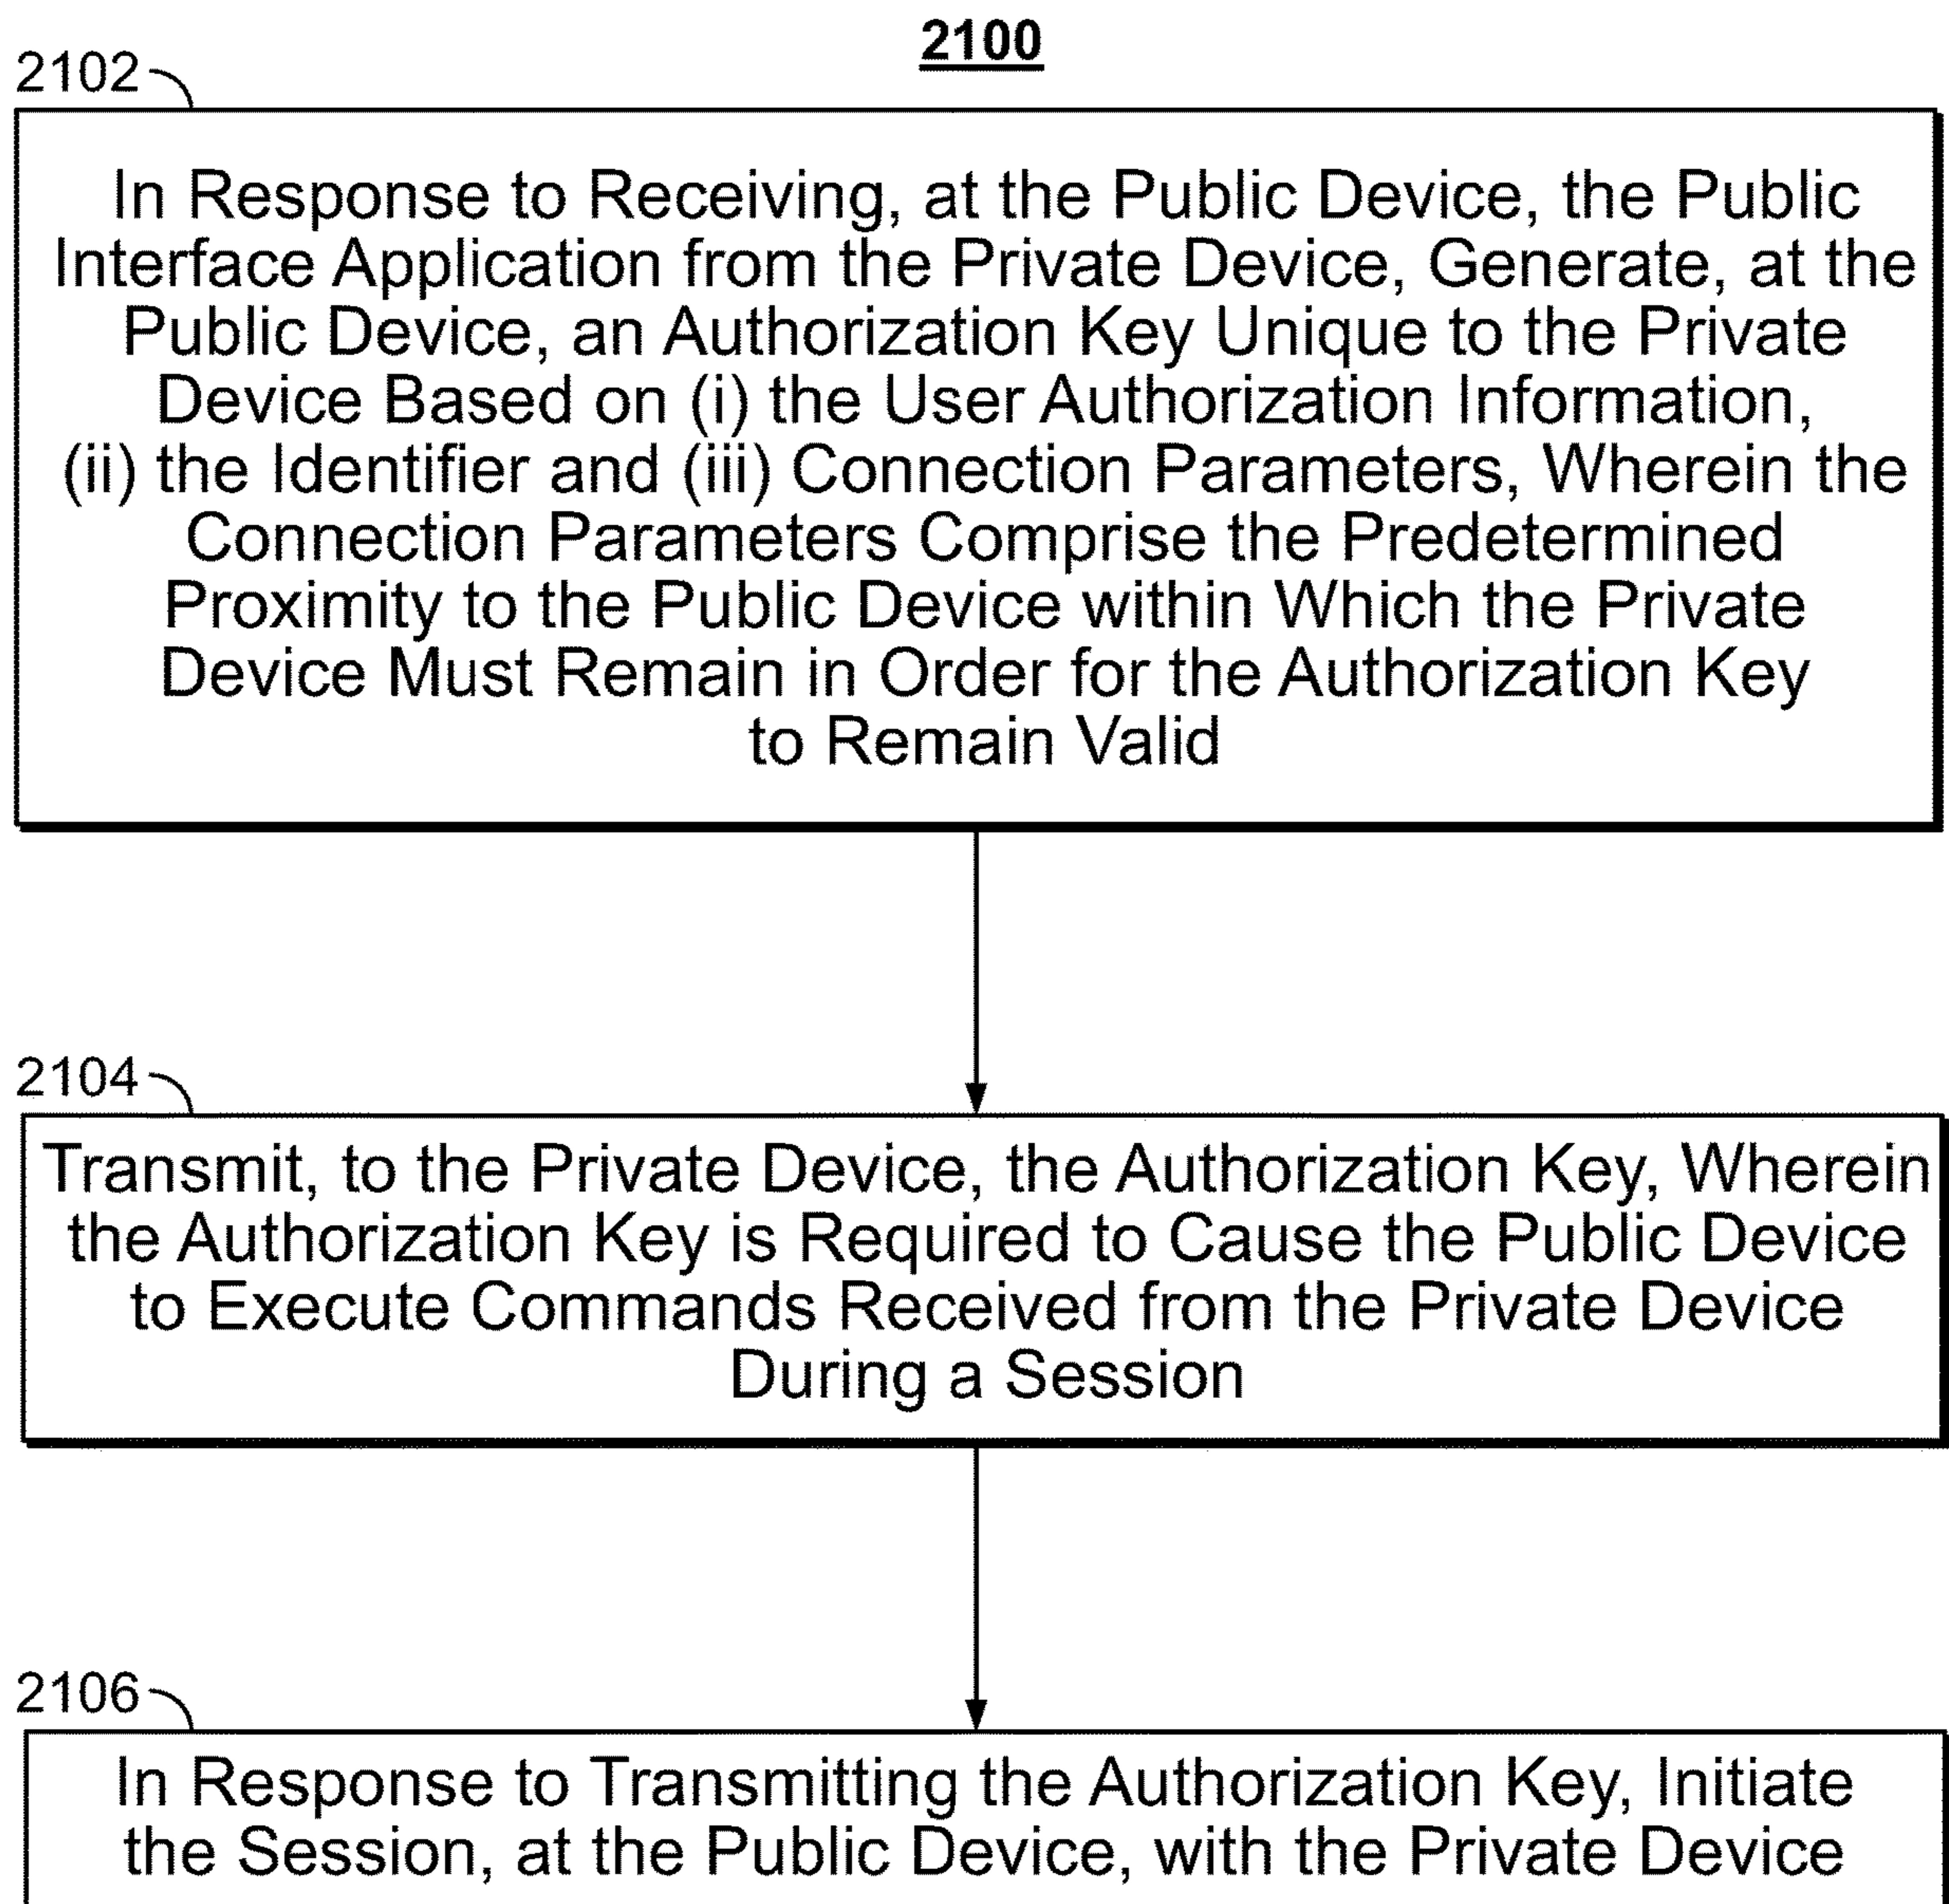 2100
2102
In Response to Receiving, at the Public Device, the Public
Interface Application from the Private Device, Generate, at the
Public Device, an Authorization Key Unique to the Private
Device Based on (i) the User Authorization Information,
(ii) the Identifier and (iii) Connection Parameters, Wherein the
Connection Parameters Comprise the Predetermined
Proximity to the Public Device within Which the Private
Device Must Remain in Order for the Authorization Key
to Remain Valid
2104
Transmit, to the Private Device, the Authorization Key, Wherein
the Authorization Key is Required to Cause the Public Device
to Execute Commands Received from the Private Device
During a Session
2106
In Response to Transmitting the Authorization Key, Initiate
the Session, at the Public Device, with the Private Device